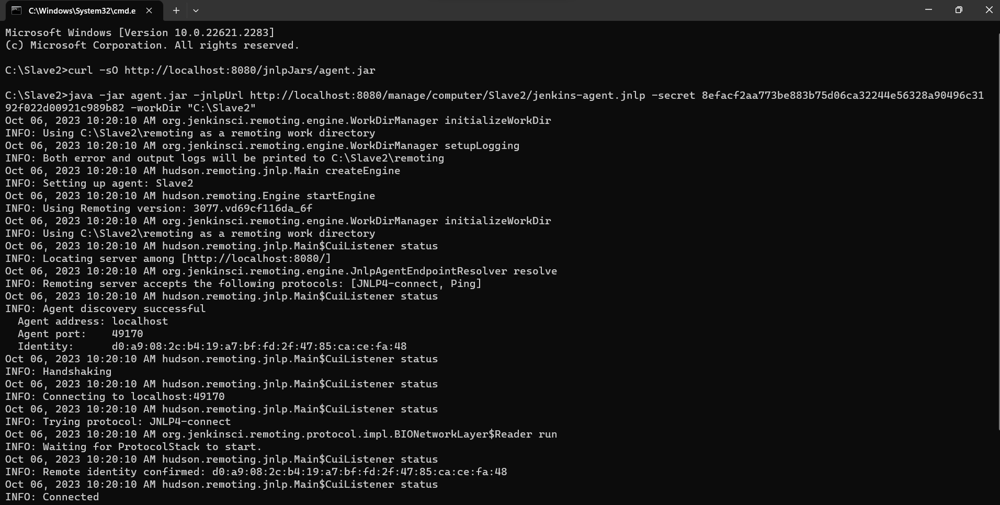 C:\Windows\System32\cmd.e
Microsoft Windows [Version 10.0.22621.2283]
(c) Microsoft Corporation. All rights reserved.
C:\Slave2>curl -sO http://localhost:8080/jnlpJars/agent.jar
C:\Slave2>java -jar agent.jar -jnlpUrl http://localhost:8080/manage/computer/Slave2/jenkins-agent.jnlp -secret 8efacf2aa773be883b75d06ca32244e56328a90496c31
92f022d00921c989b82 -workDir "C:\Slave2"
Oct 06, 2023 10:20:10 AM org.jenkinsci.remoting.engine.WorkDirManager initializeWorkDir
INFO: Using C:\Slave2\remoting as a remoting work directory
Oct 06, 2023 10:20:10 AM org.jenkinsci.remoting.engine.WorkDirManager setupLogging
INFO: Both error and output logs will be printed to C:\Slave2\remoting
Oct 06, 2023 10:20:10 AM hudson.remoting.jnlp.Main createEngine
INFO: Setting up agent: Slave2
Oct 06, 2023 10:20:10 AM hudson.remoting.Engine startEngine
INFO: Using Remoting version: 3077.vd69cf116da_6f
Oct 06, 2023 10:20:10 AM org.jenkinsci.remoting.engine.WorkDirManager initializeWorkDir
INFO: Using C:\Slave2\remoting as a remoting work directory
Oct 06, 2023 10:20:10 AM hudson.remoting.jnlp.Main$CuiListener status
INFO: Locating server among [http://localhost:8080/]
Oct 06, 2023 10:20:10 AM org.jenkinsci.remoting.engine.JnlpAgentEndpointResolver resolve
INFO: Remoting server accepts the following protocols: [JNLP4-connect, Ping]
Oct 06, 2023 10:20:10 AM hudson.remoting.jnlp.Main$CuiListener status
INFO: Agent discovery successful
  Agent address: localhost
  Agent port:    49170
  Identity:      d0:a9:08:2c:b4:19:a7:bf:fd:2f:47:85:ca:ce:fa:48
Oct 06, 2023 10:20:10 AM hudson.remoting.jnlp.Main$CuiListener status
INFO: Handshaking
Oct 06, 2023 10:20:10 AM hudson.remoting.jnlp.Main$CuiListener status
INFO: Connecting to localhost:49170
Oct 06, 2023 10:20:10 AM hudson.remoting.jnlp.Main$CuiListener status
INFO: Trying protocol: JNLP4-connect
Oct 06, 2023 10:20:10 AM org.jenkinsci.remoting.protocol.impl.BIONetworkLayer$Reader run
INFO: Waiting for ProtocolStack to start.
Oct 06, 2023 10:20:10 AM hudson.remoting.jnlp.Main$CuiListener status
INFO: Remote identity confirmed: d0:a9:08:2c:b4:19:a7:bf:fd:2f:47:85:ca:ce:fa:48
Oct 06, 2023 10:20:10 AM hudson.remoting.jnlp.Main$CuiListener status
INFO: Connected